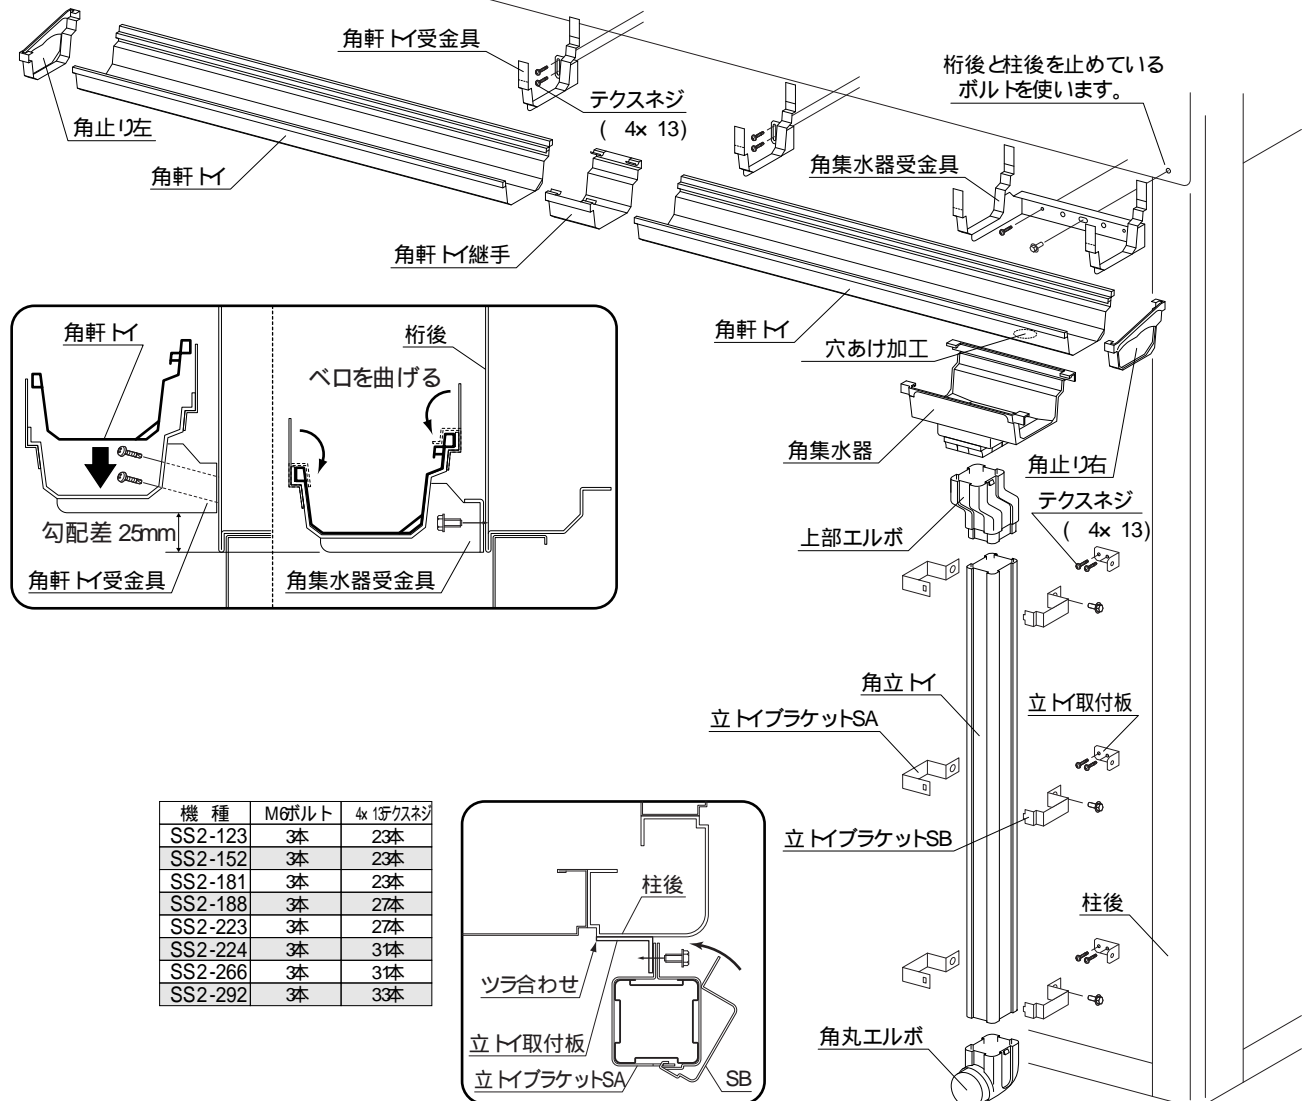 角軒トイ受金具
テクスネジ
( 4x 13)
桁後と柱後を止めている
ボルトを使います。
角止り左
角軒トイ
角集水器受金具
角軒トイ継手
角軒トイ
穴あけ加工
角集水器
角止り右
角軒トイ
桁後
ベロを曲げる
勾配差 25mm
角軒トイ受金具
角集水器受金具
上部エルボ
テクスネジ
( 4x 13)
角立トイ
立トイブラケットSA
立トイ取付板
立トイブラケットSB
柱後
角丸エルボ
機 種 M6ボルト 4x 13テクスネジ
SS2-123 3本 23本
SS2-152 3本 23本
SS2-181 3本 23本
SS2-188 3本 27本
SS2-223 3本 27本
SS2-224 3本 31本
SS2-266 3本 31本
SS2-292 3本 33本
柱後
ツラ合わせ
立トイ取付板
立トイブラケットSA
SB